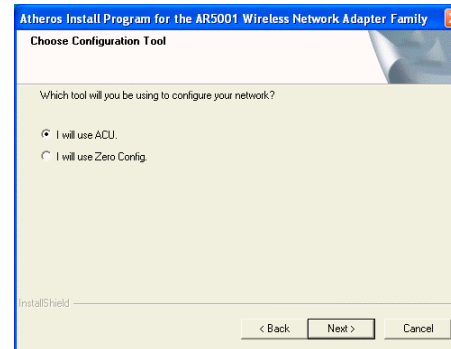 Atheros Install Program for the AR5001 Wireless Network Adapter Family
Choose Configuration Tool
Which tool will you be using to configure your network?
I will use ACU.
I will use Zero Config.
InstallShield
< Back Next > Cancel